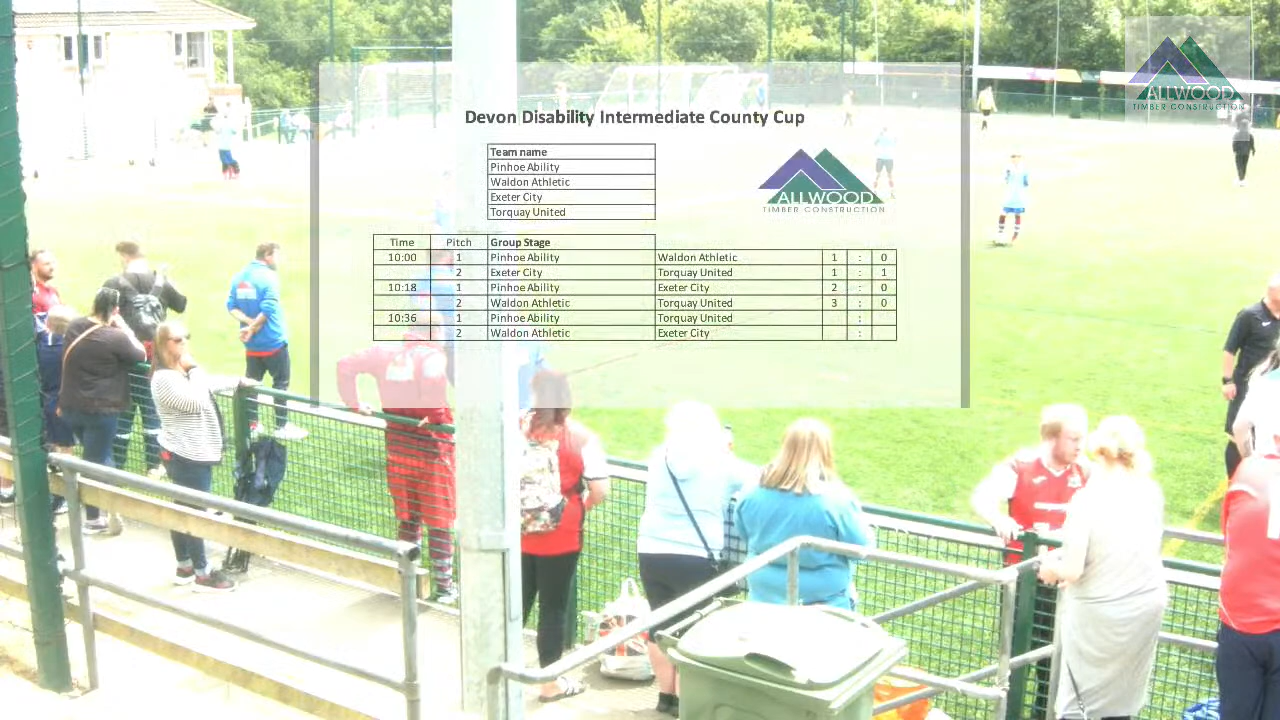 ALLWOOD
TIMBER CONSTRUCTION
Devon Disability Intermediate County Cup
Team name
Pinhoe Ability
Waldon Athletic
Exeter City
Torquay United
ALLWOOD
TIMBER CONSTRUCTION
Time Pitch Group Stage
10:00 1 Pinhoe Ability Waldon Athletic 1 : 0
2 Exeter City Torquay United 1 : 1
10:18 1 Pinhoe Ability Exeter City 2 : 0
2 Waldon Athletic Torquay United 3 : 0
10:36 1 Pinhoe Ability Torquay United :
2 Waldon Athletic Exeter City :